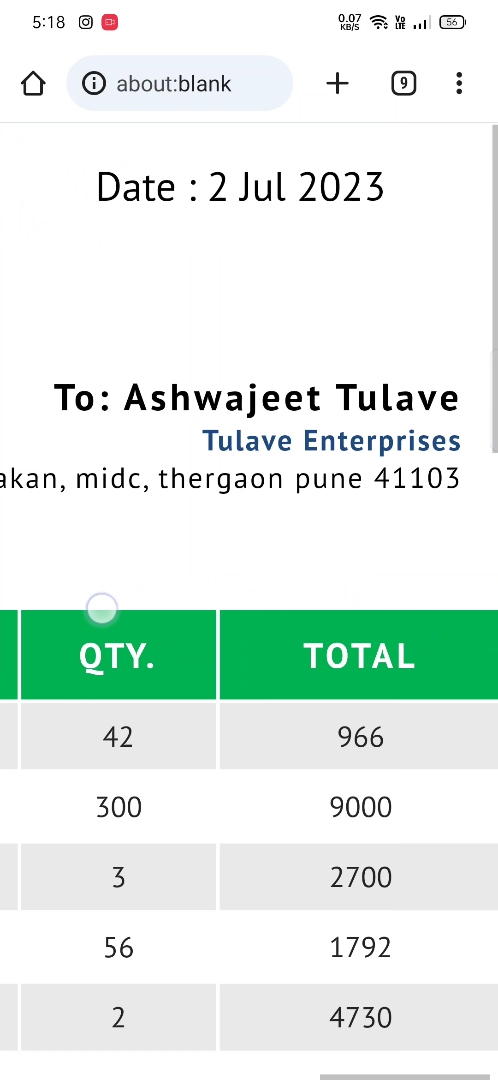 5:18 0.07 KB/S Vo LTE 56
about:blank 9
Date : 2 Jul 2023
To: Ashwajeet Tulave
Tulave Enterprises
akan, midc, thergaon pune 41103
QTY. TOTAL
42 966
300 9000
3 2700
56 1792
2 4730